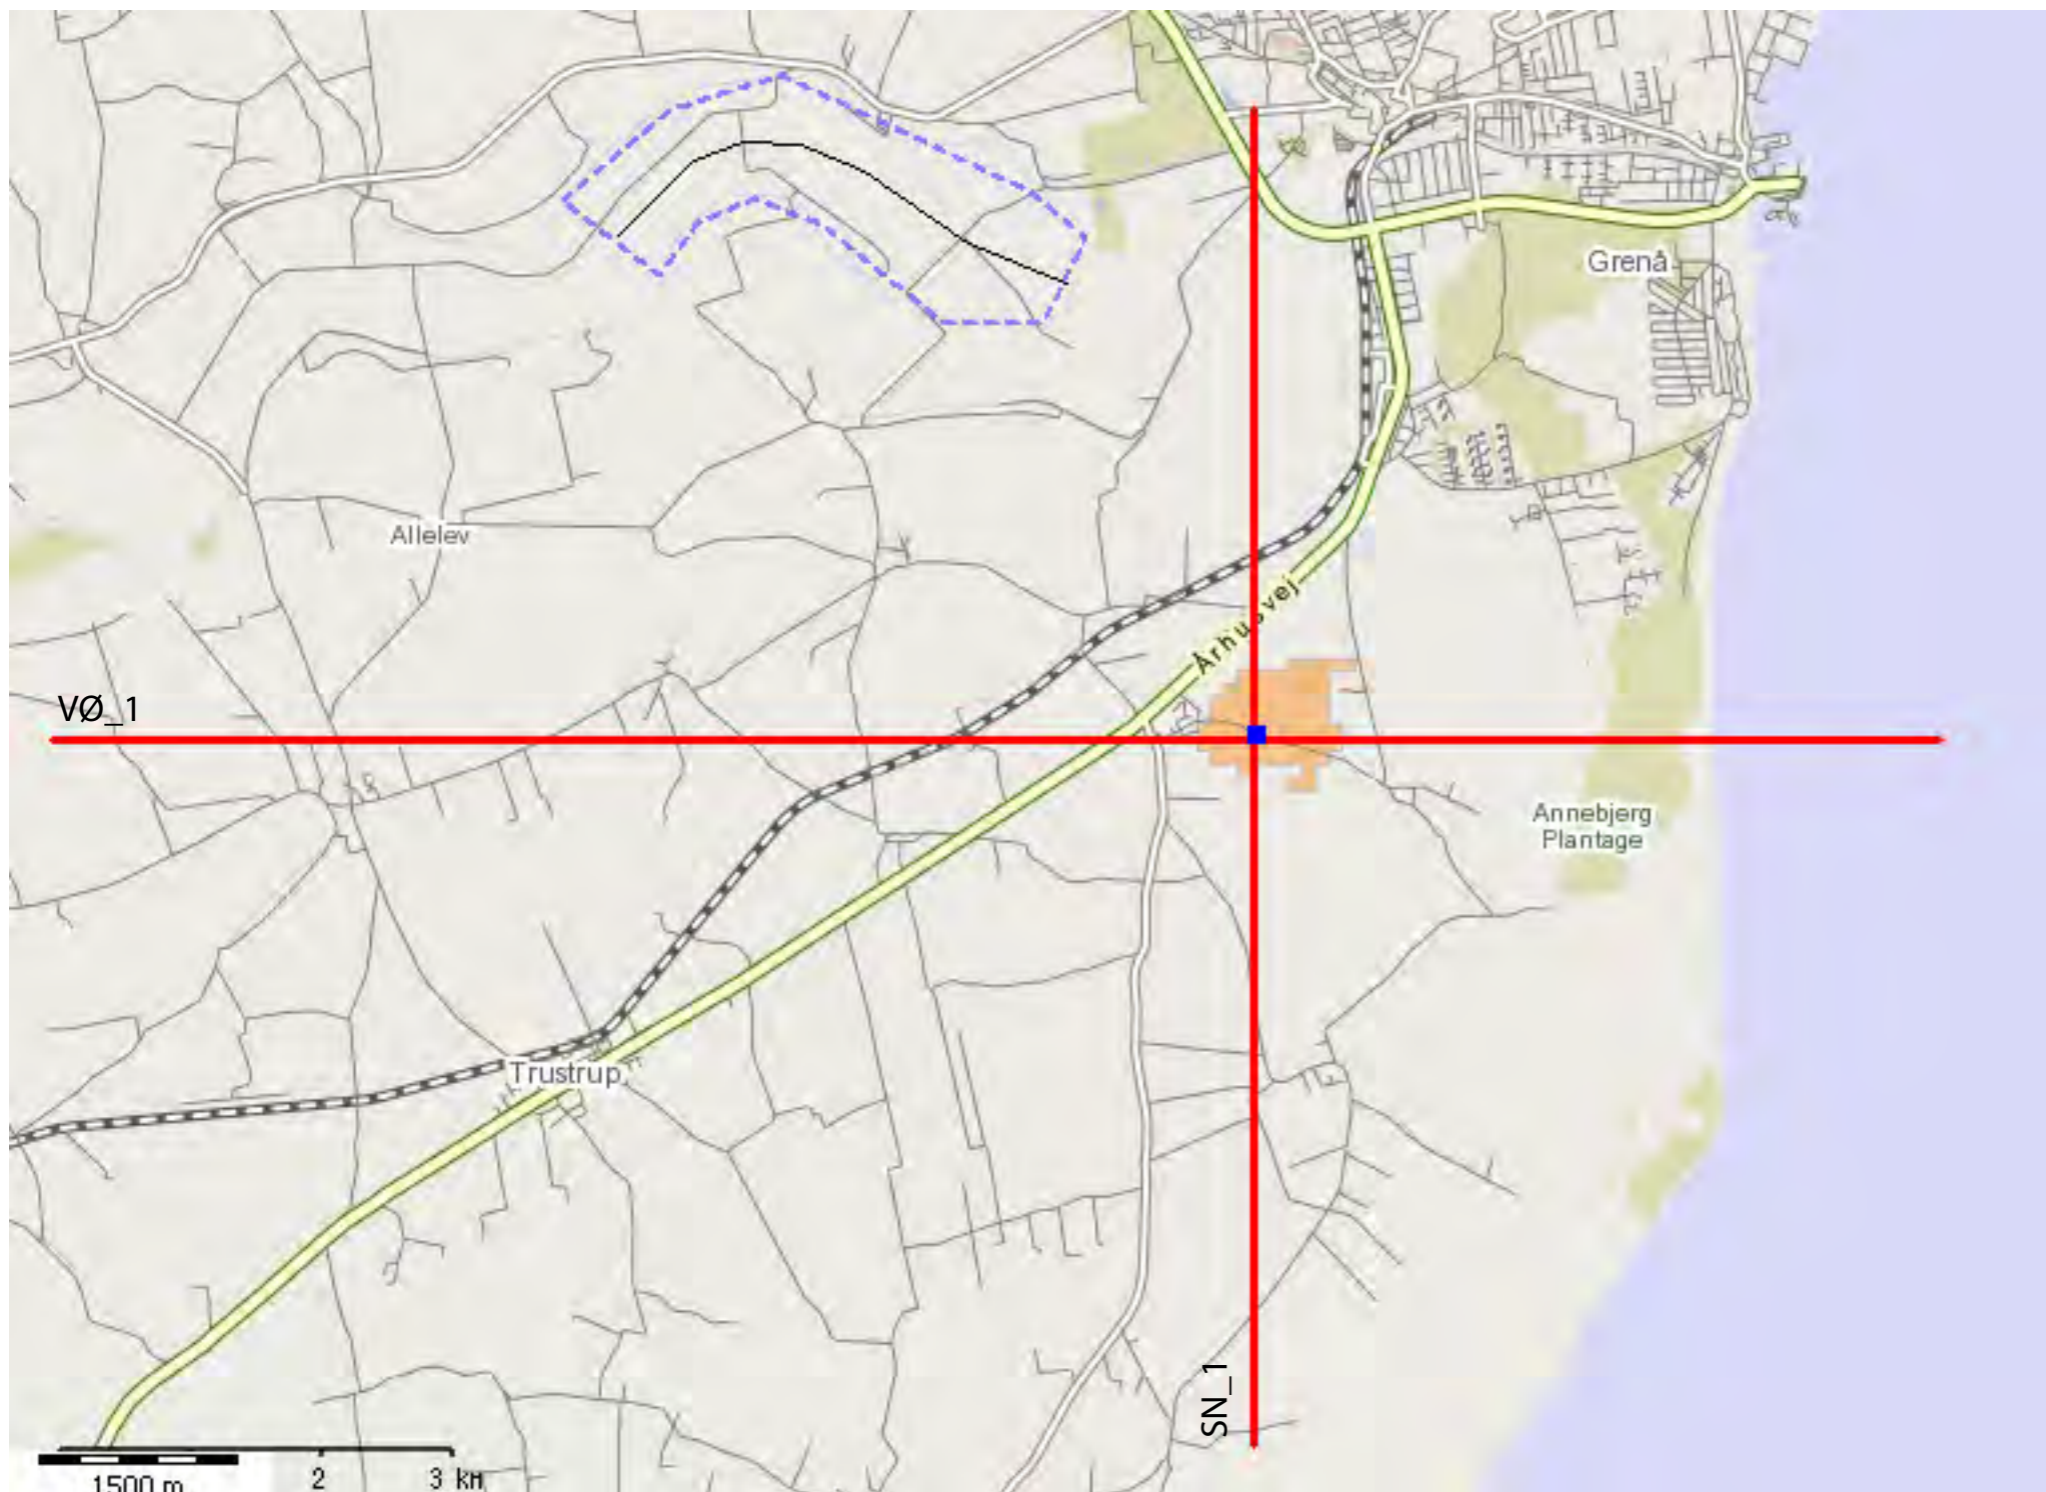 Grenå
Allelev
Århusvej
VØ_1
Annebjerg
Plantage
Trustrup
SN_1
1500 m
2
3 km